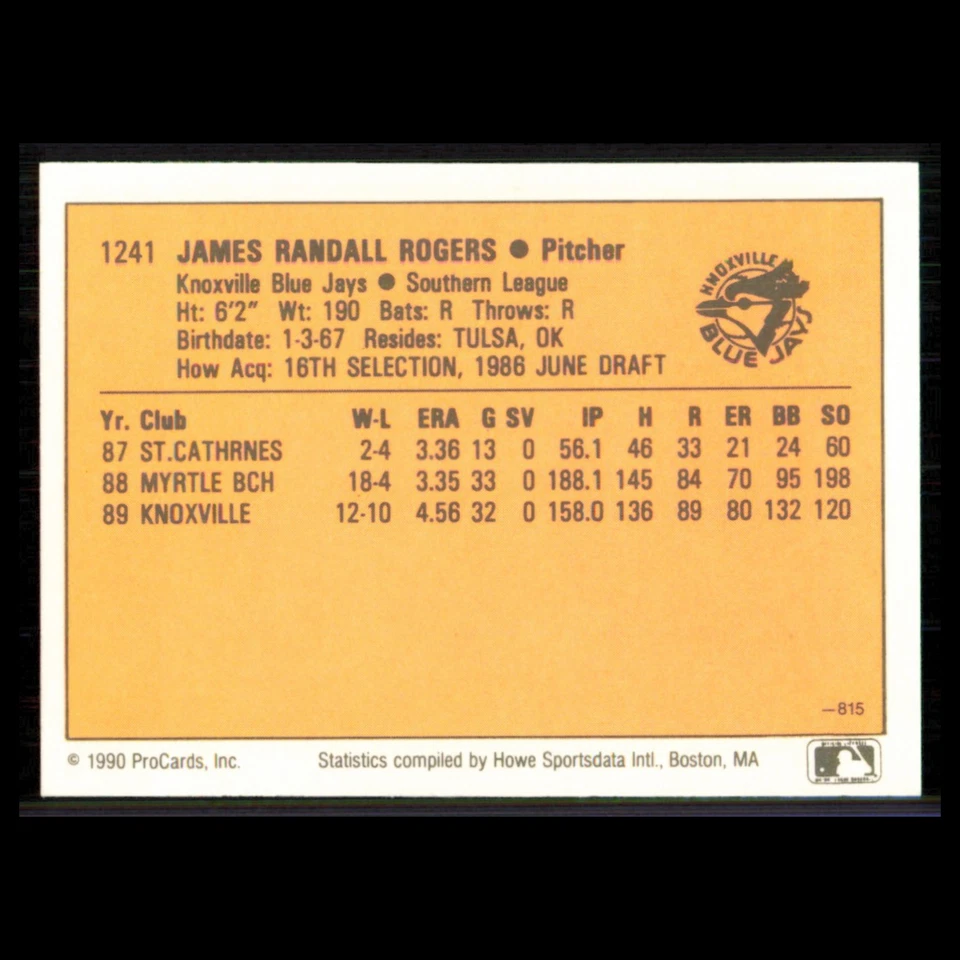 1241 JAMES RANDALL ROGERS ● Pitcher
Knoxville Blue Jays ● Southern League
Ht: 6'2" Wt: 190 Bats: R Throws: R
Birthdate: 1-3-67 Resides: TULSA, OK
How Acq: 16TH SELECTION, 1986 JUNE DRAFT
KNOXVILLE
BLUE JAYS
Yr. Club W-L ERA G SV IP H R ER BB SO
87 ST.CATHRNES 2-4 3.36 13 0 56.1 46 33 21 24 60
88 MYRTLE BCH 18-4 3.35 33 0 188.1 145 84 70 95 198
89 KNOXVILLE 12-10 4.56 32 0 158.0 136 89 80 132 120
—815
© 1990 ProCards, Inc. Statistics compiled by Howe Sportsdata Intl., Boston, MA